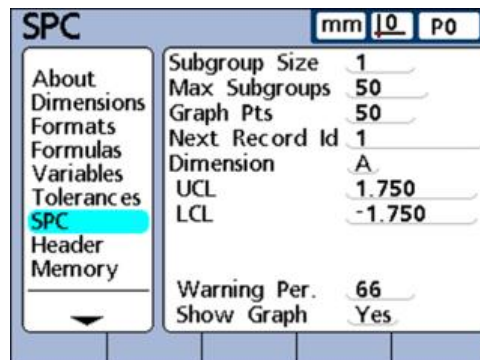 SPC
mm 0 P0
About
Dimensions
Formats
Formulas
Variables
Tolerances
SPC
Header
Memory
Subgroup Size 1
Max Subgroups 50
Graph Pts 50
Next Record Id 1
Dimension A
UCL 1.750
LCL -1.750
Warning Per. 66
Show Graph Yes